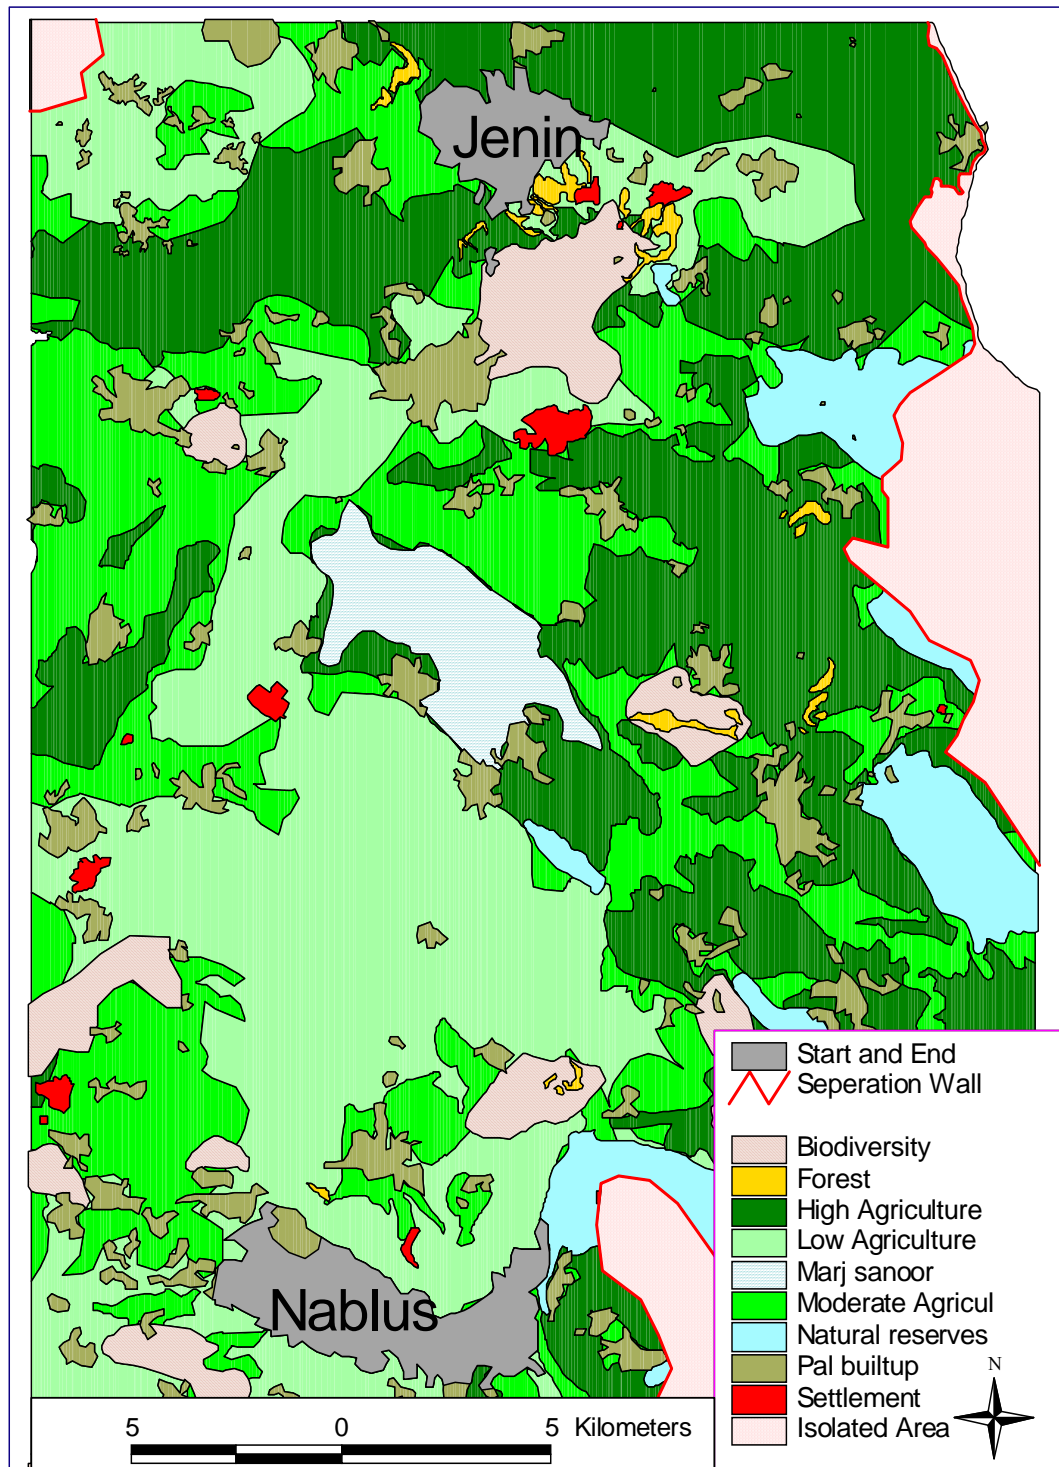 Jenin
Nablus
Start and End
Seperation Wall
Biodiversity
Forest
High Agriculture
Low Agriculture
Marj sanoor
Moderate Agricul
Natural reserves
Pal builtup
Settlement
Isolated Area
N
5 0 5 Kilometers